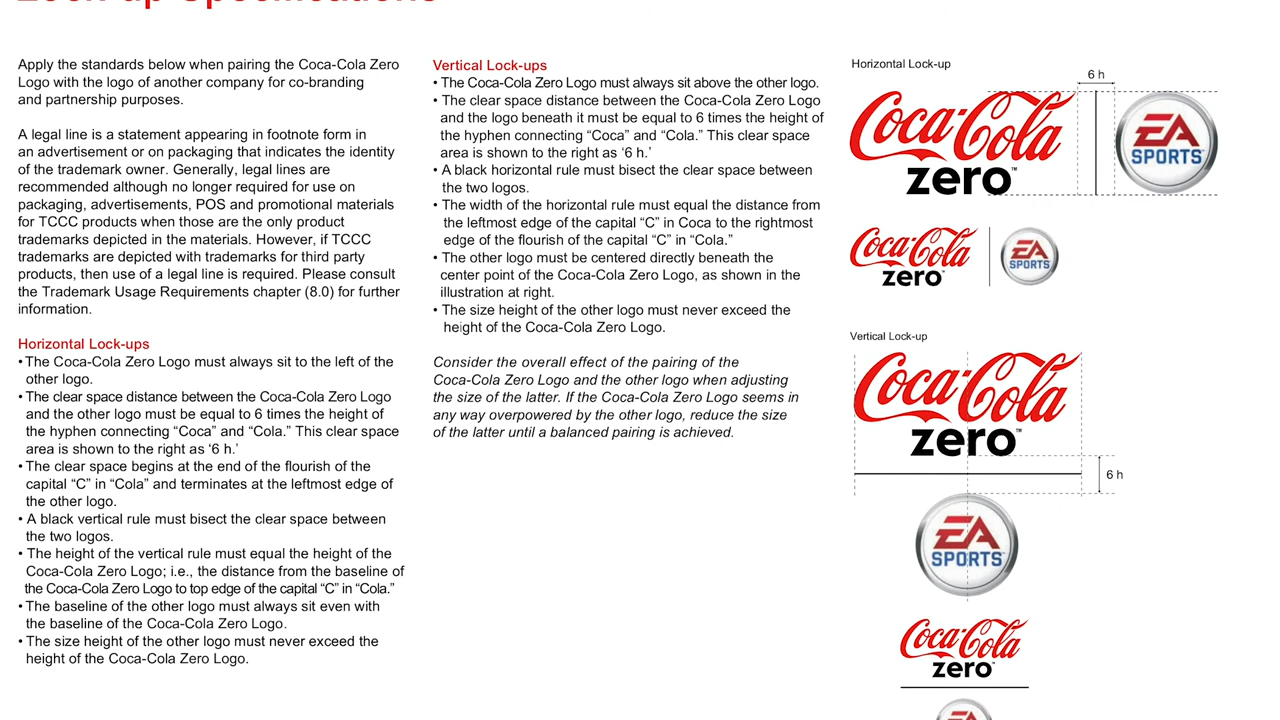 Lock-up Specifications
Apply the standards below when pairing the Coca-Cola Zero
Logo with the logo of another company for co-branding
and partnership purposes.
A legal line is a statement appearing in footnote form in
an advertisement or on packaging that indicates the identity
of the trademark owner. Generally, legal lines are
recommended although no longer required for use on
packaging, advertisements, POS and promotional materials
for TCCC products when those are the only product
trademarks depicted in the materials. However, if TCCC
trademarks are depicted with trademarks for third party
products, then use of a legal line is required. Please consult
the Trademark Usage Requirements chapter (8.0) for further
information.
Horizontal Lock-ups
• The Coca-Cola Zero Logo must always sit to the left of the
other logo.
• The clear space distance between the Coca-Cola Zero Logo
and the other logo must be equal to 6 times the height of
the hyphen connecting “Coca” and “Cola.” This clear space
area is shown to the right as ‘6 h.’
• The clear space begins at the end of the flourish of the
capital “C” in “Cola” and terminates at the leftmost edge of
the other logo.
• A black vertical rule must bisect the clear space between
the two logos.
• The height of the vertical rule must equal the height of the
Coca-Cola Zero Logo; i.e., the distance from the baseline of
the Coca-Cola Zero Logo to top edge of the capital “C” in “Cola.”
• The baseline of the other logo must always sit even with
the baseline of the Coca-Cola Zero Logo.
• The size height of the other logo must never exceed the
height of the Coca-Cola Zero Logo.
Vertical Lock-ups
• The Coca-Cola Zero Logo must always sit above the other logo.
• The clear space distance between the Coca-Cola Zero Logo
and the logo beneath it must be equal to 6 times the height of
the hyphen connecting “Coca” and “Cola.” This clear space
area is shown to the right as ‘6 h.’
• A black horizontal rule must bisect the clear space between
the two logos.
• The width of the horizontal rule must equal the distance from
the leftmost edge of the capital “C” in Coca to the rightmost
edge of the flourish of the capital “C” in “Cola.”
• The other logo must be centered directly beneath the
center point of the Coca-Cola Zero Logo, as shown in the
illustration at right.
• The size height of the other logo must never exceed the
height of the Coca-Cola Zero Logo.
Consider the overall effect of the pairing of the
Coca-Cola Zero Logo and the other logo when adjusting
the size of the latter. If the Coca-Cola Zero Logo seems in
any way overpowered by the other logo, reduce the size
of the latter until a balanced pairing is achieved.
Horizontal Lock-up
6 h
Coca-Cola
zero™
EA
SPORTS
Coca-Cola
zero
EA
SPORTS
Vertical Lock-up
Coca-Cola
zero™
6 h
EA
SPORTS
Coca-Cola
zero
EA